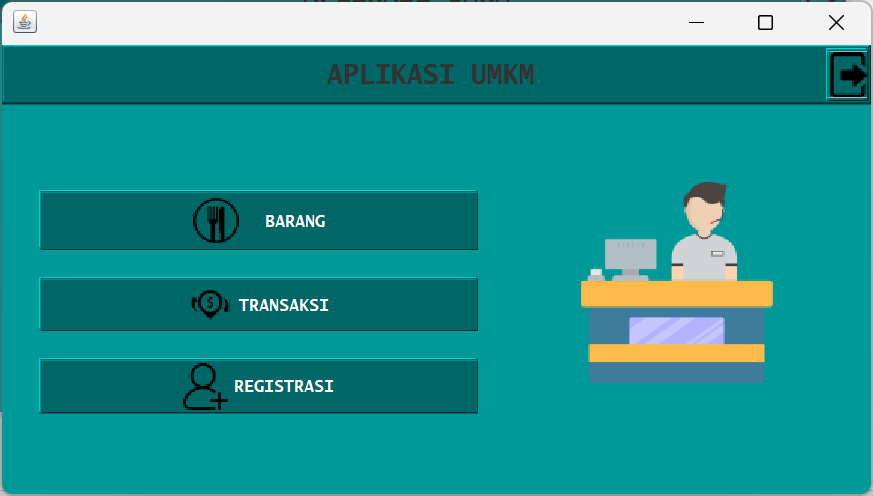 APLIKASI UMKM
BARANG
TRANSAKSI
REGISTRASI